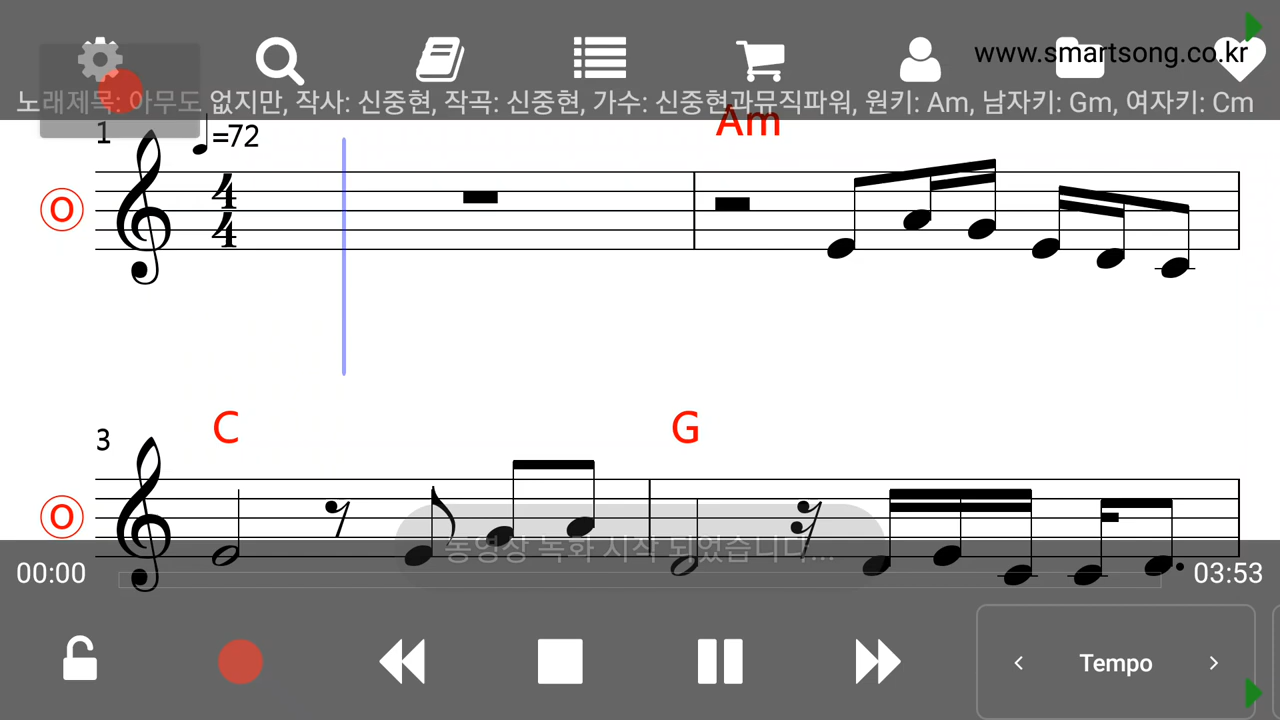 www.smartsong.co.kr
노래제목: 아무도 없지만, 작사: 신중현, 작곡: 신중현, 가수: 신중현과뮤직파워, 원키: Am, 남자키: Gm, 여자키: Cm
1 =72 Am
O 4 4
3 C G
O
동영상 녹화 시작 되었습니다...
00:00 03:53
Tempo